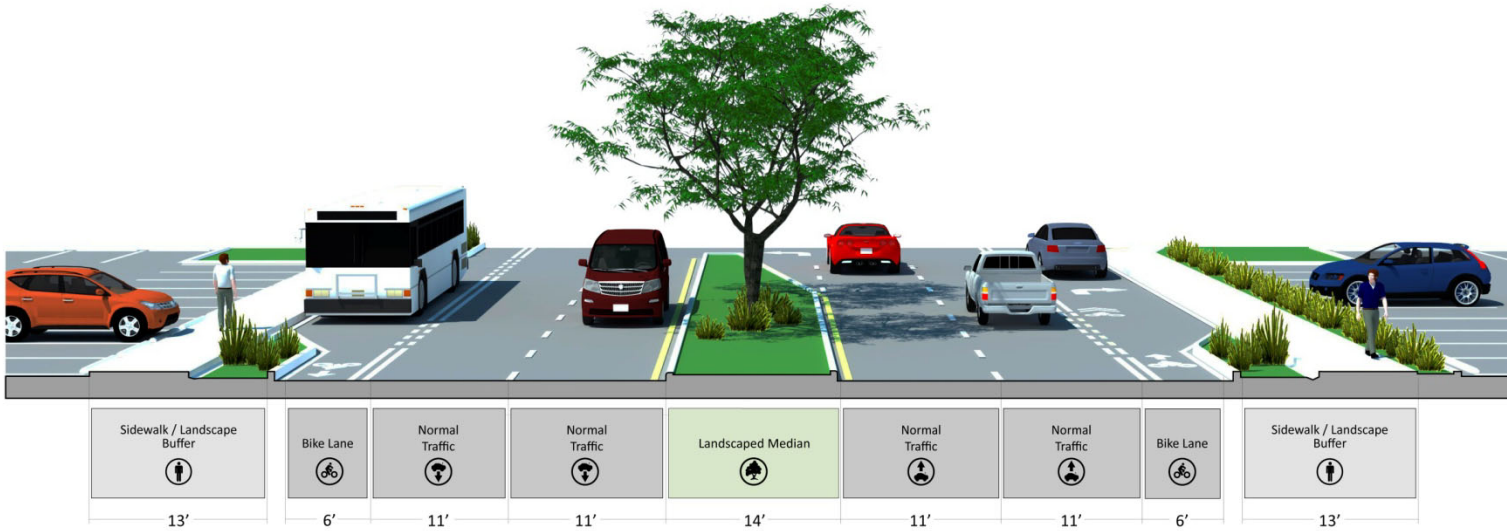 Sidewalk / Landscape
Buffer
Bike Lane
Normal
Traffic
Normal
Traffic
Landscaped Median
Normal
Traffic
Normal
Traffic
Bike Lane
Sidewalk / Landscape
Buffer
13'
6'
11'
11'
14'
11'
11'
6'
13'